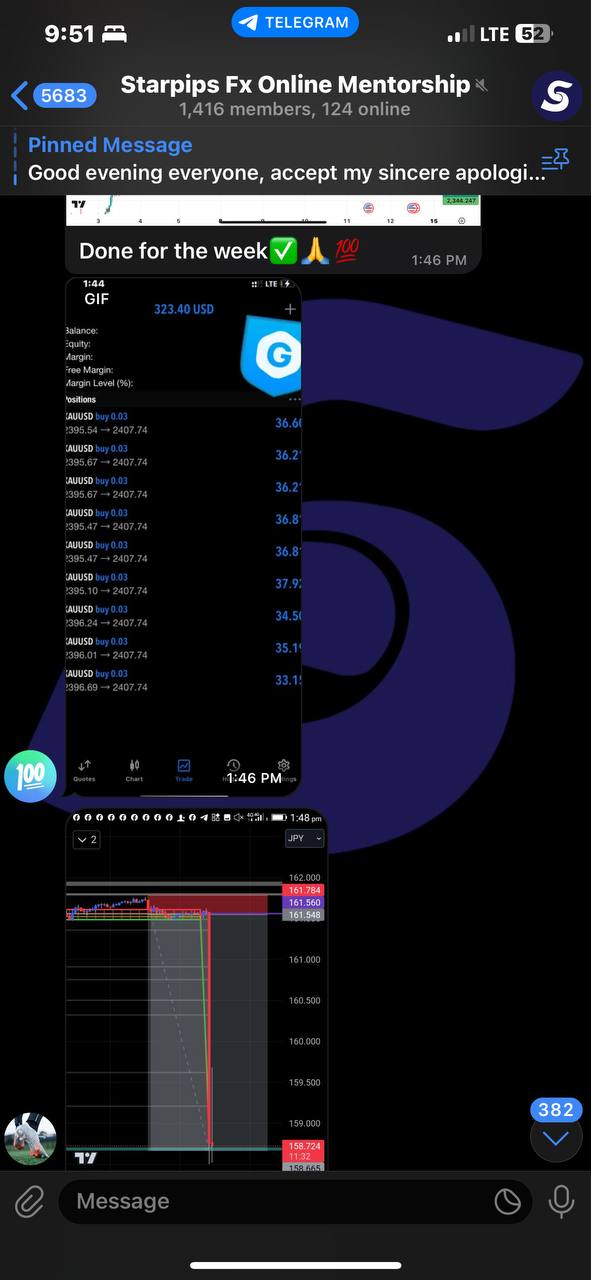 9:51
TELEGRAM
LTE 52
5683
Starpips Fx Online Mentorship
1,416 members, 124 online
Pinned Message
Good evening everyone, accept my sincere apologi...
2,344.247
3 4 5 8 9 10 11 12 15
Done for the week✅🙏💯
1:46 PM
1:44
LTE
GIF
323.40 USD
Balance:
Equity:
Margin:
Free Margin:
Margin Level (%):
Positions
XAUUSD buy 0.03
2395.54 → 2407.74
36.60
XAUUSD buy 0.03
2395.67 → 2407.74
36.2
XAUUSD buy 0.03
2395.67 → 2407.74
36.2
XAUUSD buy 0.03
2395.47 → 2407.74
36.8
XAUUSD buy 0.03
2395.47 → 2407.74
36.8
XAUUSD buy 0.03
2395.10 → 2407.74
37.92
XAUUSD buy 0.03
2396.24 → 2407.74
34.50
XAUUSD buy 0.03
2396.01 → 2407.74
35.19
XAUUSD buy 0.03
2396.69 → 2407.74
33.15
Quotes
Chart
Trade
1:46 PM
1:48 pm
2
JPY
162.000
161.784
161.560
161.548
161.000
160.500
160.000
159.500
159.000
158.724
11:32
158.665
382
Message